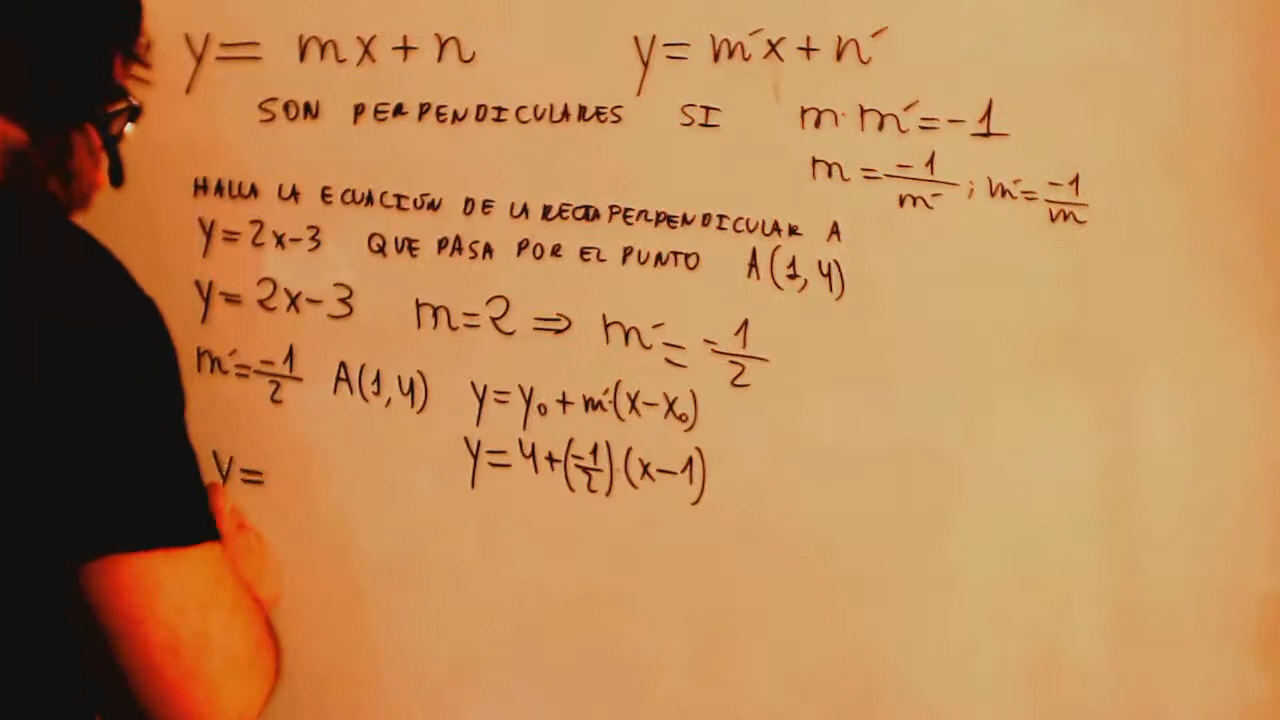 y = mx + n    y = m´x + n´
SON PERPENDICULARES SI    m · m´ = -1
m = -1/m´ ; m´ = -1/m
HALLA LA ECUACIÓN DE LA RECTA PERPENDICULAR A
y = 2x - 3 QUE PASA POR EL PUNTO A(1,4)
y = 2x - 3    m = 2 ⇒ m´ = -1/2
m´ = -1/2    A(1,4)    y = y₀ + m´(x - x₀)
y =    y = 4 + (-1/2)(x - 1)